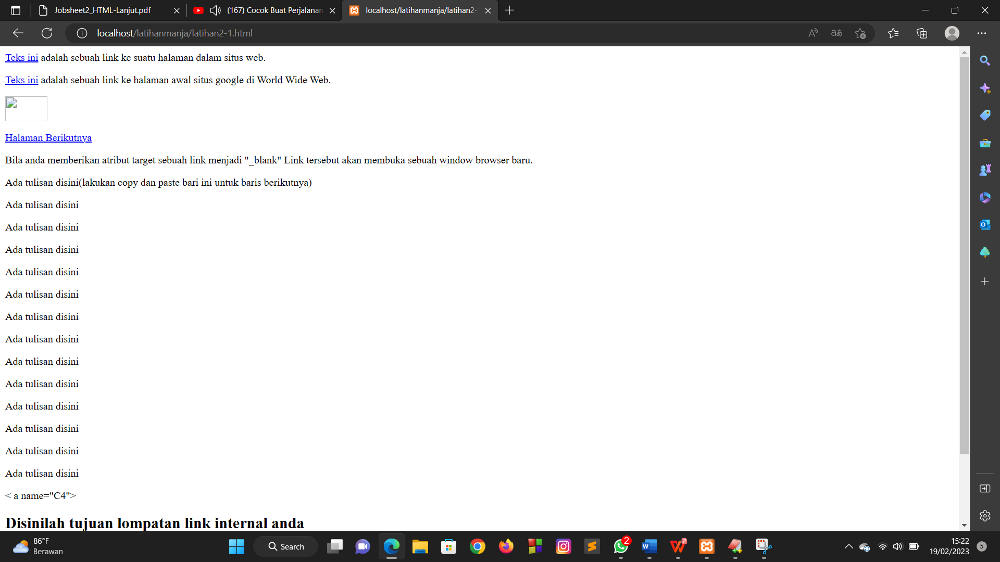 Jobsheet2_HTML-Lanjut.pdf
(167) Cocok Buat Perjalanan
localhost/latihanmanja/latihan2-
localhost/latihanmanja/latihan2-1.html
Teks ini adalah sebuah link ke suatu halaman dalam situs web.
Teks ini adalah sebuah link ke halaman awal situs google di World Wide Web.
Halaman Berikutnya
Bila anda memberikan atribut target sebuah link menjadi "_blank" Link tersebut akan membuka sebuah window browser baru.
Ada tulisan disini(lakukan copy dan paste bari ini untuk baris berikutnya)
Ada tulisan disini
Ada tulisan disini
Ada tulisan disini
Ada tulisan disini
Ada tulisan disini
Ada tulisan disini
Ada tulisan disini
Ada tulisan disini
Ada tulisan disini
Ada tulisan disini
Ada tulisan disini
Ada tulisan disini
Ada tulisan disini
< a name="C4">
Disinilah tujuan lompatan link internal anda
86°F
Berawan
Search
2
15:22
19/02/2023
5